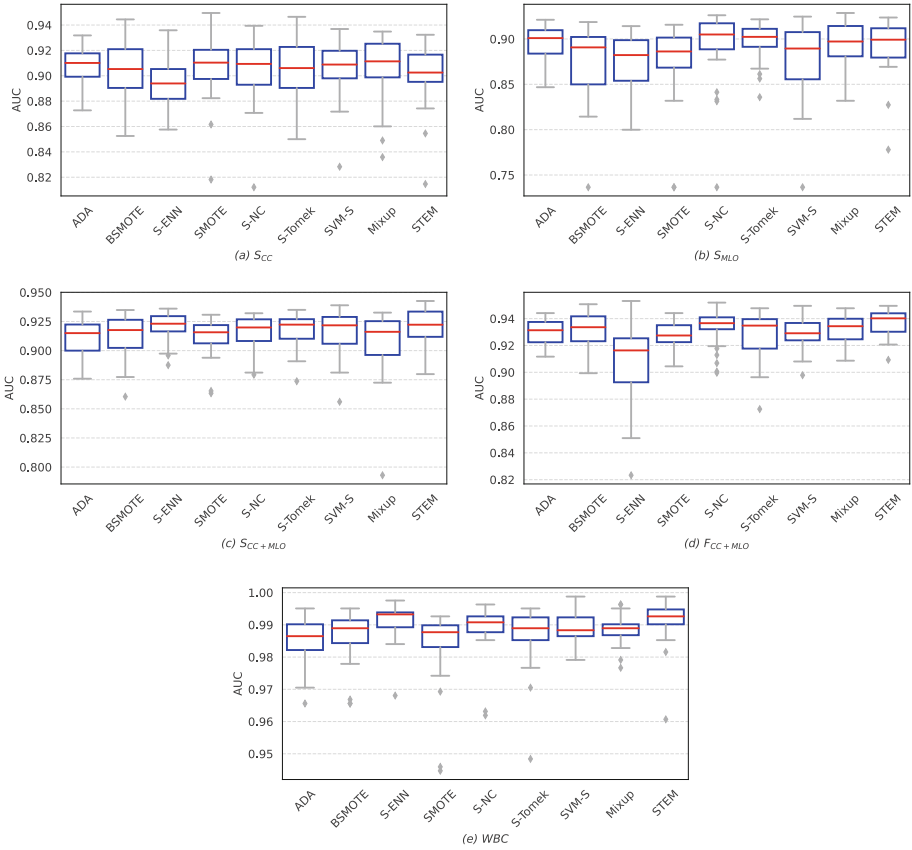 0.94
0.92
0.90
0.88
0.86
0.84
0.82
AUC
ADA
BSMOTE
S-ENN
SMOTE
S-NC
S-Tomek
SVM-S
Mixup
STEM
(a) S_CC
0.90
0.85
0.80
0.75
AUC
ADA
BSMOTE
S-ENN
SMOTE
S-NC
S-Tomek
SVM-S
Mixup
STEM
(b) S_MLO
0.950
0.925
0.900
0.875
0.850
0.825
0.800
AUC
ADA
BSMOTE
S-ENN
SMOTE
S-NC
S-Tomek
SVM-S
Mixup
STEM
(c) S_CC+MLO
0.94
0.92
0.90
0.88
0.86
0.84
0.82
AUC
ADA
BSMOTE
S-ENN
SMOTE
S-NC
S-Tomek
SVM-S
Mixup
STEM
(d) F_CC+MLO
1.00
0.99
0.98
0.97
0.96
0.95
AUC
ADA
BSMOTE
S-ENN
SMOTE
S-NC
S-Tomek
SVM-S
Mixup
STEM
(e) WBC